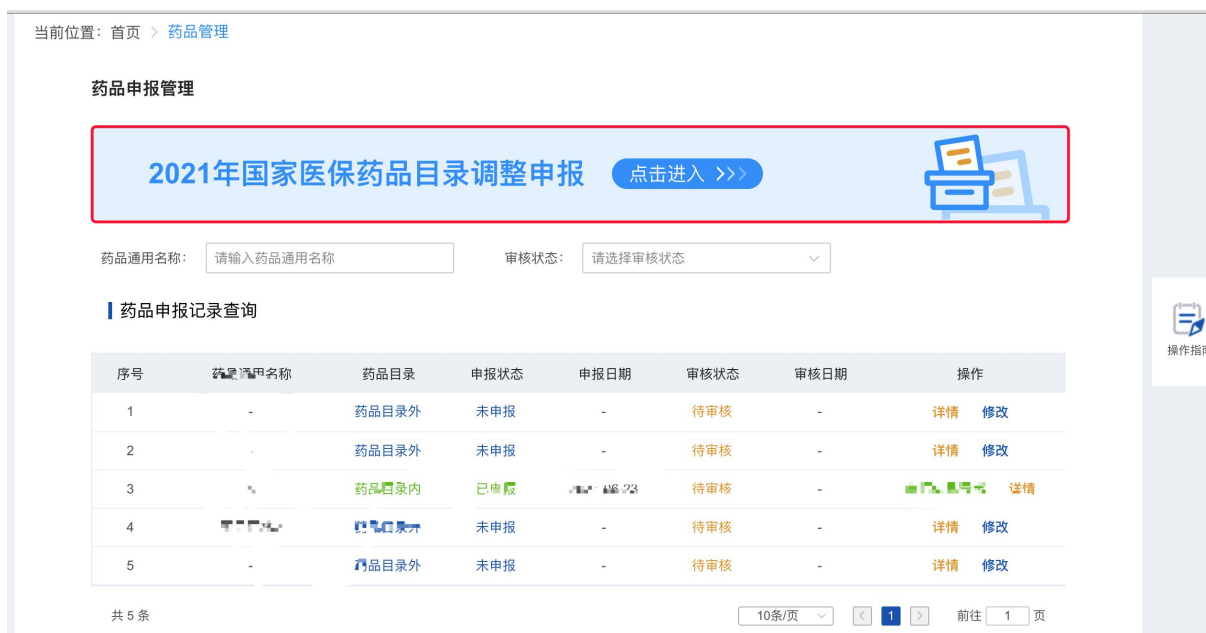 当前位置：首页 > 药品管理
药品申报管理
2021年国家医保药品目录调整申报 点击进入 >>>
药品通用名称： 请输入药品通用名称 审核状态： 请选择审核状态
药品申报记录查询
操作指
序号 药品通用名称 药品目录 申报状态 申报日期 审核状态 审核日期 操作
1 - 药品目录外 未申报 - 待审核 - 详情 修改
2 - 药品目录外 未申报 - 待审核 - 详情 修改
3 药品目录内 已申报 06-23 待审核 - 详情
4 未申报 - 待审核 - 详情 修改
5 - 药品目录外 未申报 - 待审核 - 详情 修改
共 5 条 10条/页 < 1 > 前往 1 页